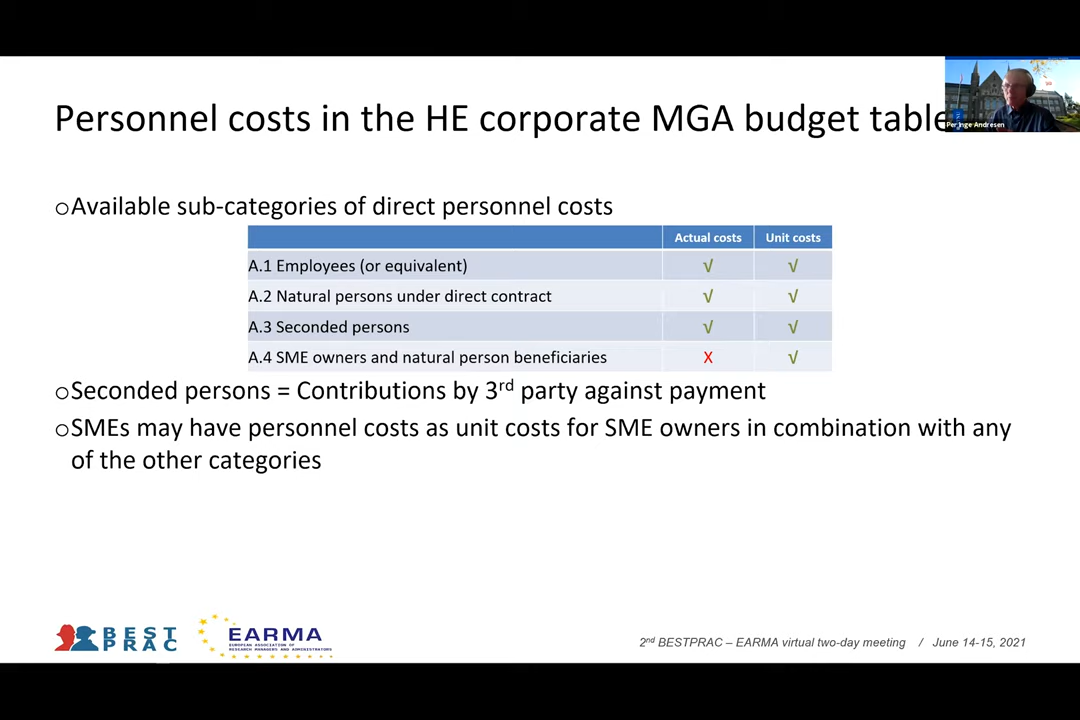 Personnel costs in the HE corporate MGA budget table
Per Inge Andresen
oAvailable sub-categories of direct personnel costs
Actual costs Unit costs
A.1 Employees (or equivalent) √ √
A.2 Natural persons under direct contract √ √
A.3 Seconded persons √ √
A.4 SME owners and natural person beneficiaries X √
oSeconded persons = Contributions by 3rd party against payment
oSMEs may have personnel costs as unit costs for SME owners in combination with any
of the other categories
BEST
PRAC
EARMA
EUROPEAN ASSOCIATION OF
RESEARCH MANAGERS AND ADMINISTRATORS
2nd BESTPRAC – EARMA virtual two-day meeting / June 14-15, 2021